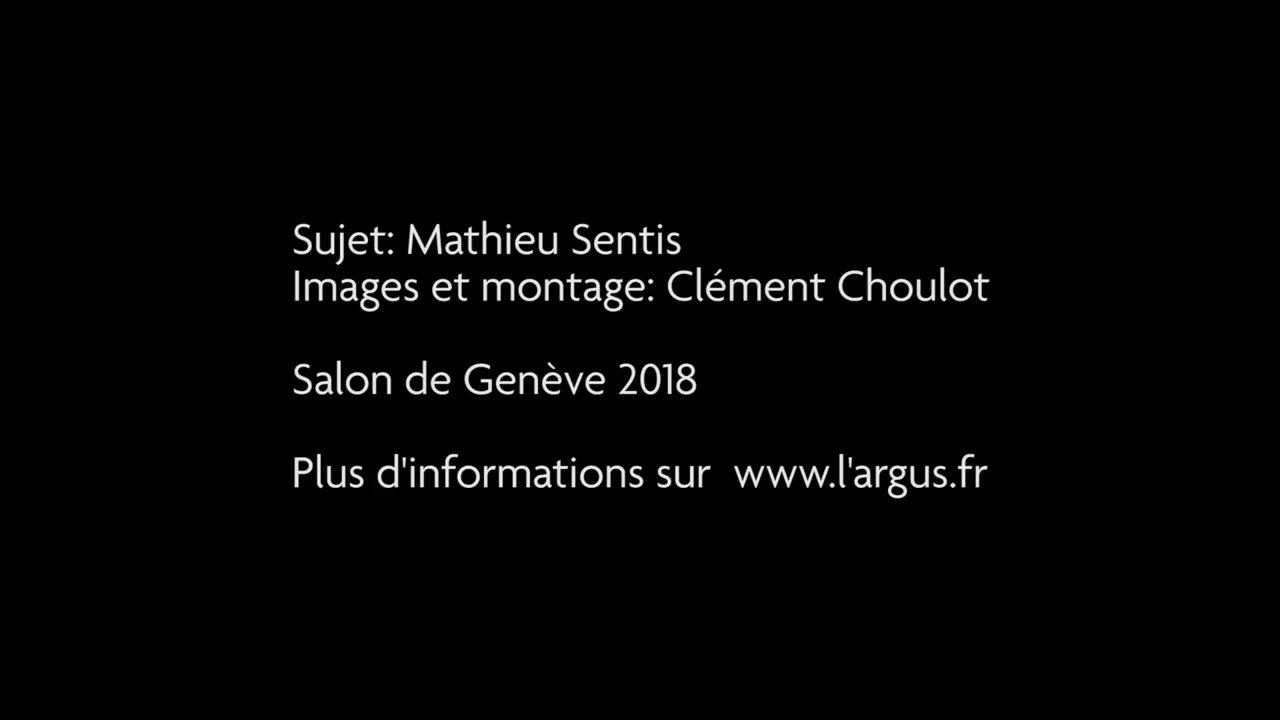 Sujet: Mathieu Sentis
Images et montage: Clément Choulot
Salon de Genève 2018
Plus d'informations sur  www.l'argus.fr